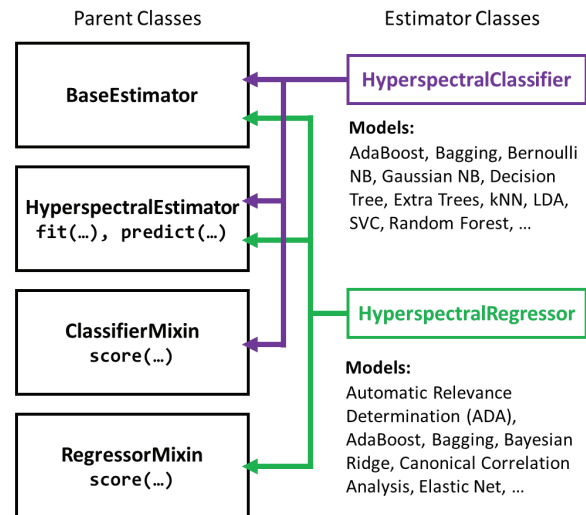 Parent Classes
BaseEstimator
HyperspectralEstimator
fit(…), predict(…)
ClassifierMixin
score(…)
RegressorMixin
score(…)
Estimator Classes
HyperspectralClassifier
Models:
AdaBoost, Bagging, Bernoulli
NB, Gaussian NB, Decision
Tree, Extra Trees, kNN, LDA,
SVC, Random Forest, …
HyperspectralRegressor
Models:
Automatic Relevance
Determination (ADA),
AdaBoost, Bagging, Bayesian
Ridge, Canonical Correlation
Analysis, Elastic Net, …